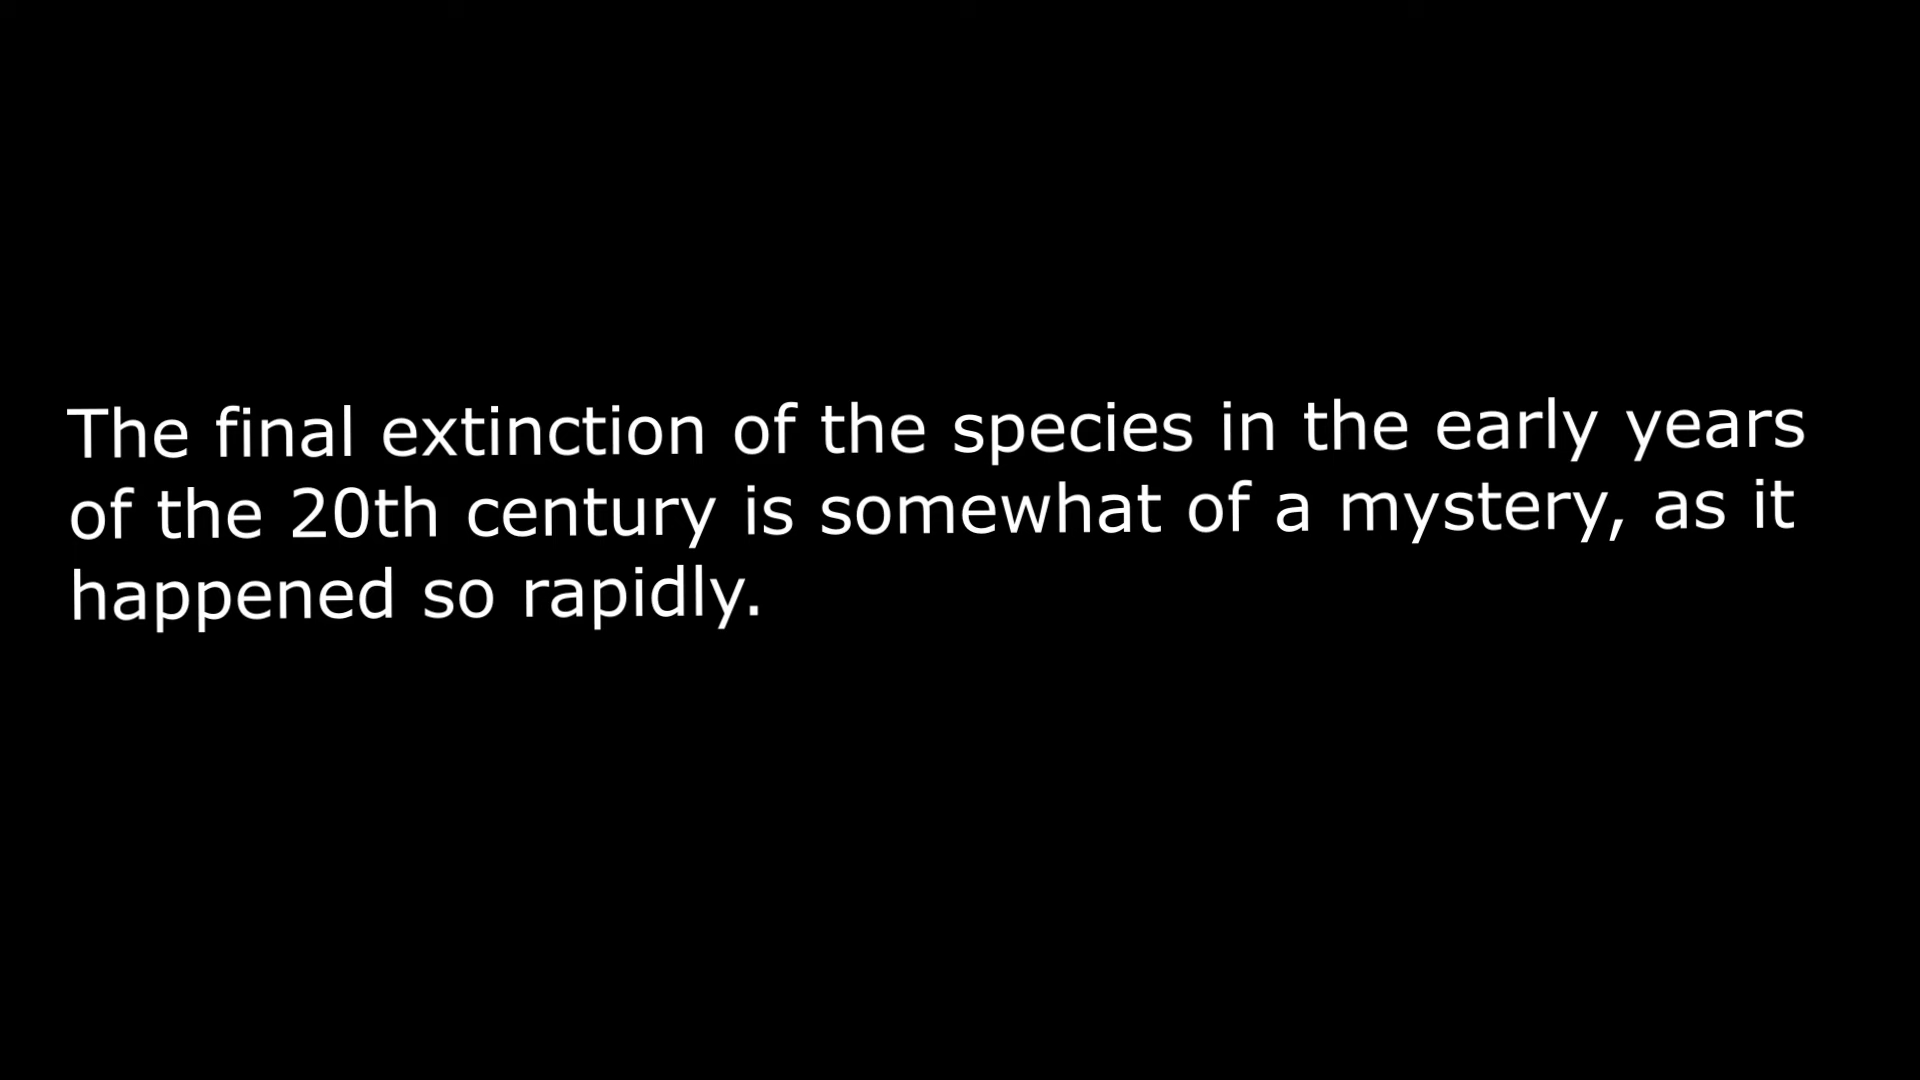 The final extinction of the species in the early years
of the 20th century is somewhat of a mystery, as it
happened so rapidly.